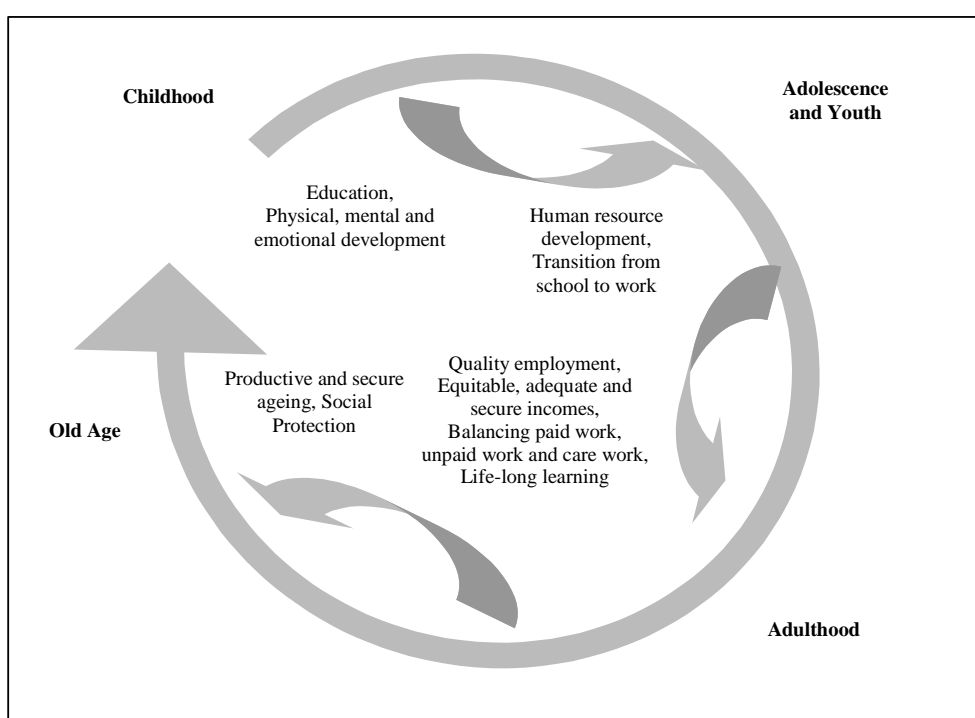 Childhood
Adolescence
and Youth
Education,
Physical, mental and
emotional development
Human resource
development,
Transition from
school to work
Quality employment,
Equitable, adequate and
secure incomes,
Balancing paid work,
unpaid work and care work,
Life-long learning
Productive and secure
ageing, Social
Protection
Old Age
Adulthood